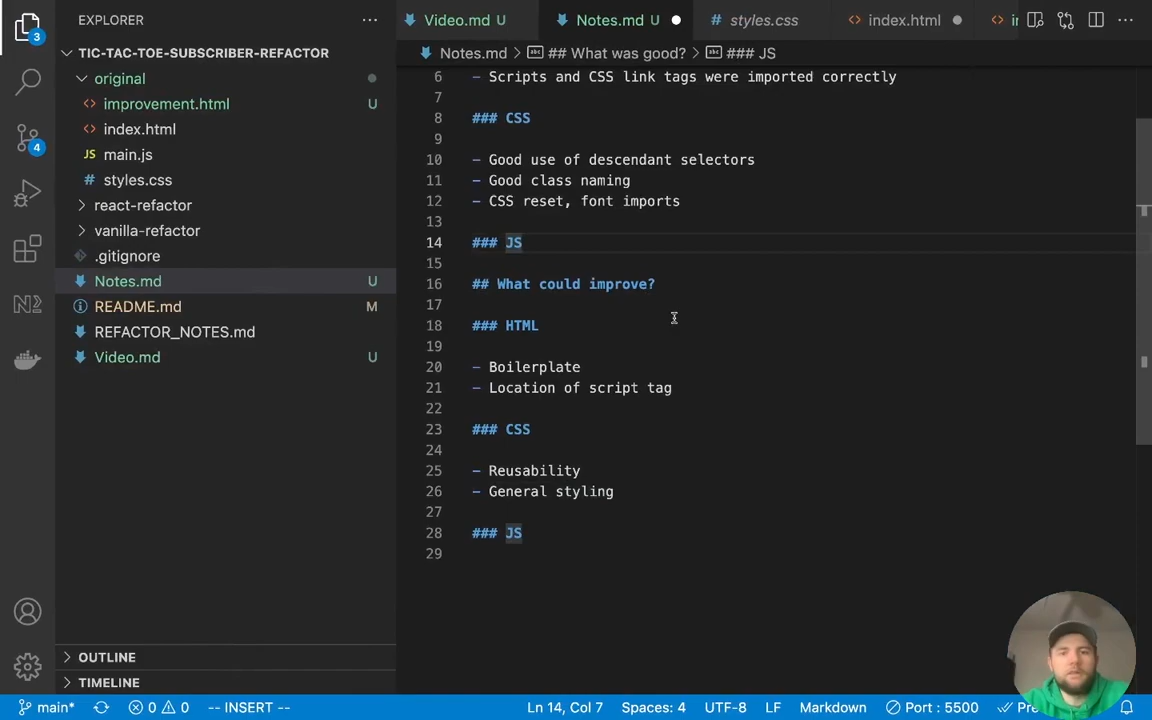 EXPLORER
Video.md U
Notes.md U
styles.css
index.html
3
TIC-TAC-TOE-SUBSCRIBER-REFACTOR
Notes.md > ## What was good? > ### JS
original
improvement.html U
index.html
JS main.js
# styles.css
react-refactor
vanilla-refactor
.gitignore
Notes.md U
README.md M
REFACTOR_NOTES.md
Video.md U
4
6 - Scripts and CSS link tags were imported correctly
7
8 ### CSS
9
10 - Good use of descendant selectors
11 - Good class naming
12 - CSS reset, font imports
13
14 ### JS
15
16 ## What could improve?
17
18 ### HTML
19
20 - Boilerplate
21 - Location of script tag
22
23 ### CSS
24
25 - Reusability
26 - General styling
27
28 ### JS
29
OUTLINE
TIMELINE
main* 0 0 -- INSERT -- Ln 14, Col 7 Spaces: 4 UTF-8 LF Markdown Port : 5500